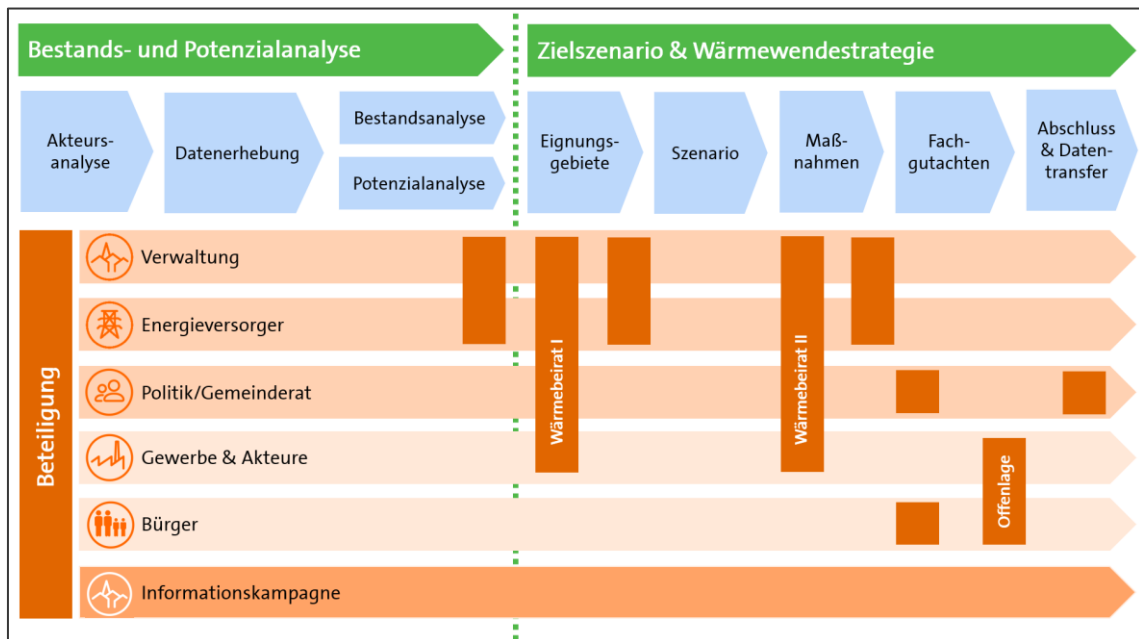 Bestands- und Potenzialanalyse
Zielszenario & Wärmewendestrategie
Akteurs-
analyse
Datenerhebung
Bestandsanalyse
Potenzialanalyse
Eignungs-
gebiete
Szenario
Maß-
nahmen
Fach-
gutachten
Abschluss
& Daten-
transfer
Beteiligung
Verwaltung
Energieversorger
Politik/Gemeinderat
Gewerbe & Akteure
Bürger
Informationskampagne
Wärmebeirat I
Wärmebeirat II
Offenlage